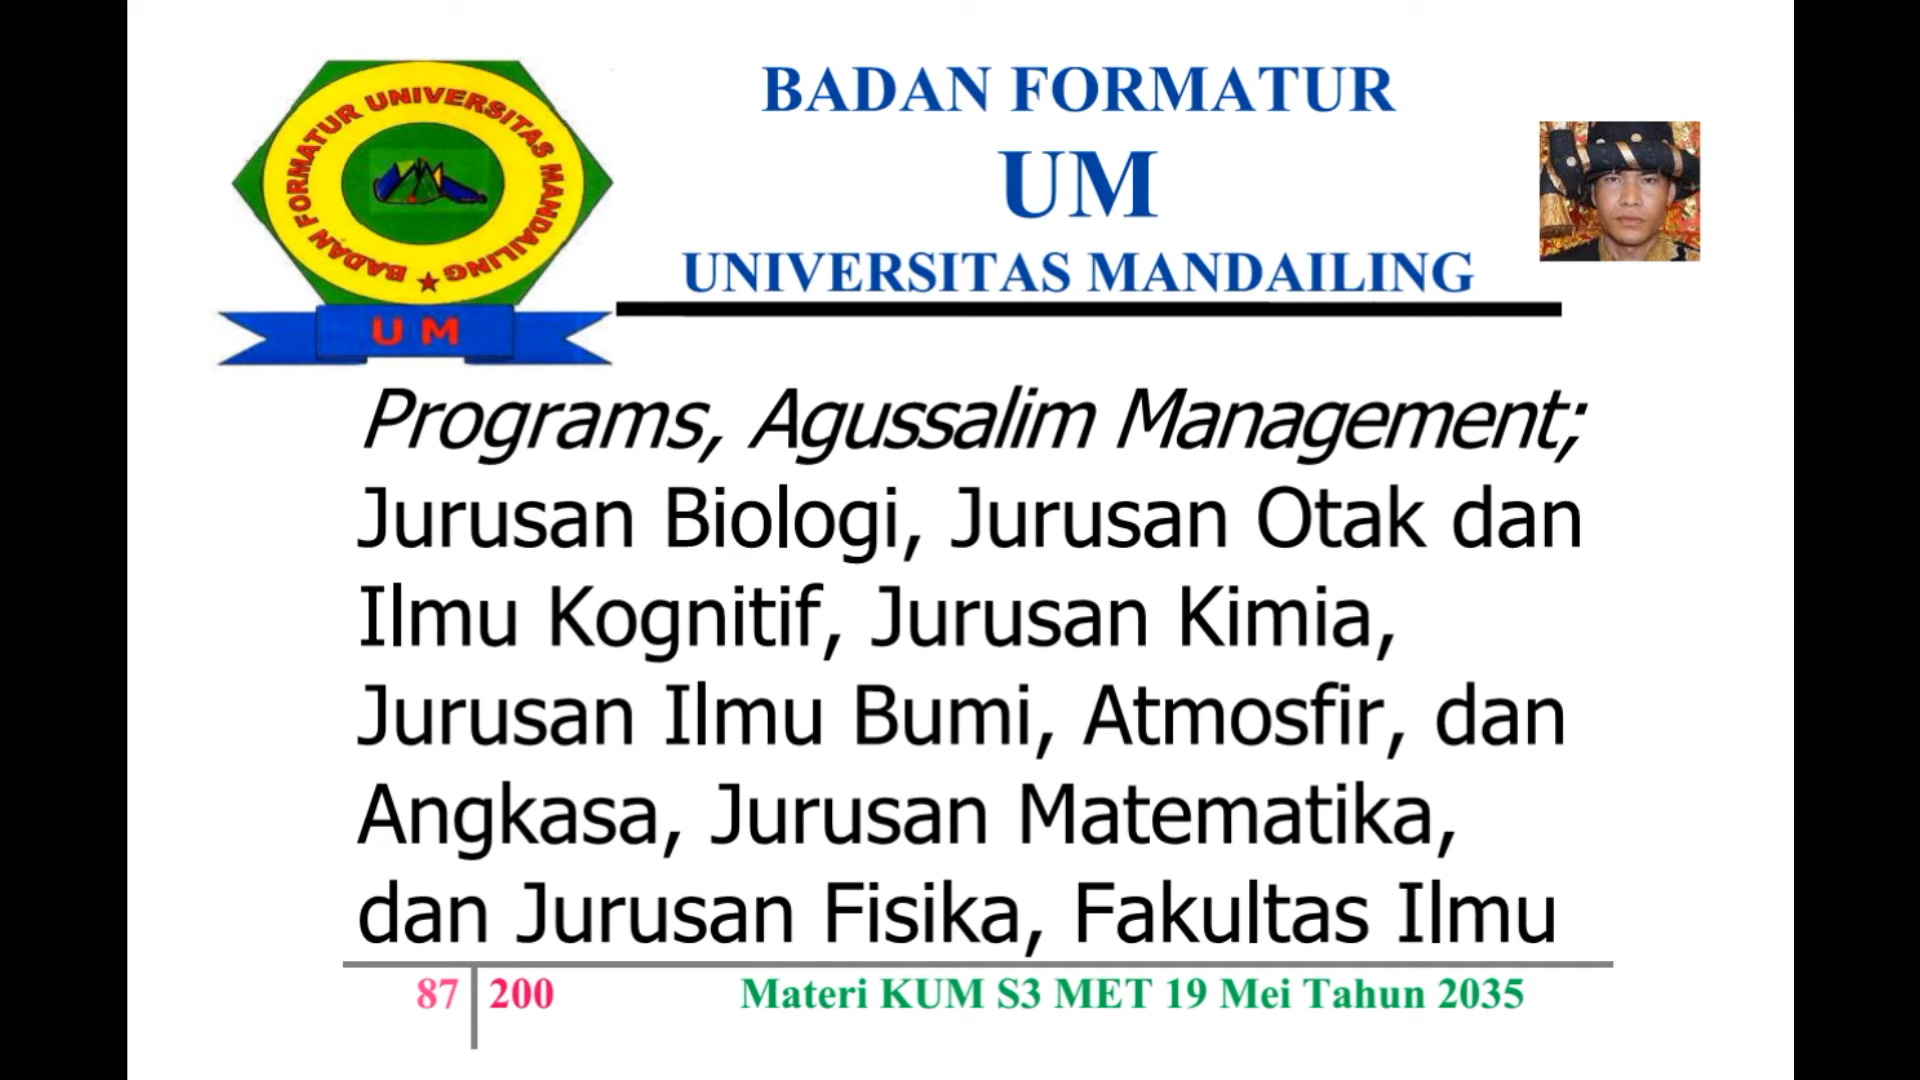 BADAN FORMATUR UNIVERSITAS MANDAILING
U M
BADAN FORMATUR
UM
UNIVERSITAS MANDAILING
Programs, Agussalim Management;
Jurusan Biologi, Jurusan Otak dan
Ilmu Kognitif, Jurusan Kimia,
Jurusan Ilmu Bumi, Atmosfir, dan
Angkasa, Jurusan Matematika,
dan Jurusan Fisika, Fakultas Ilmu
87 200 Materi KUM S3 MET 19 Mei Tahun 2035